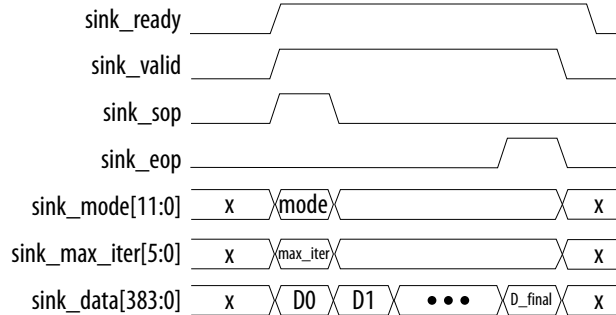 sink_ready
sink_valid
sink_sop
sink_eop
sink_mode[11:0] x mode x
sink_max_iter[5:0] x max_iter x
sink_data[383:0] x D0 D1 ••• D_final x